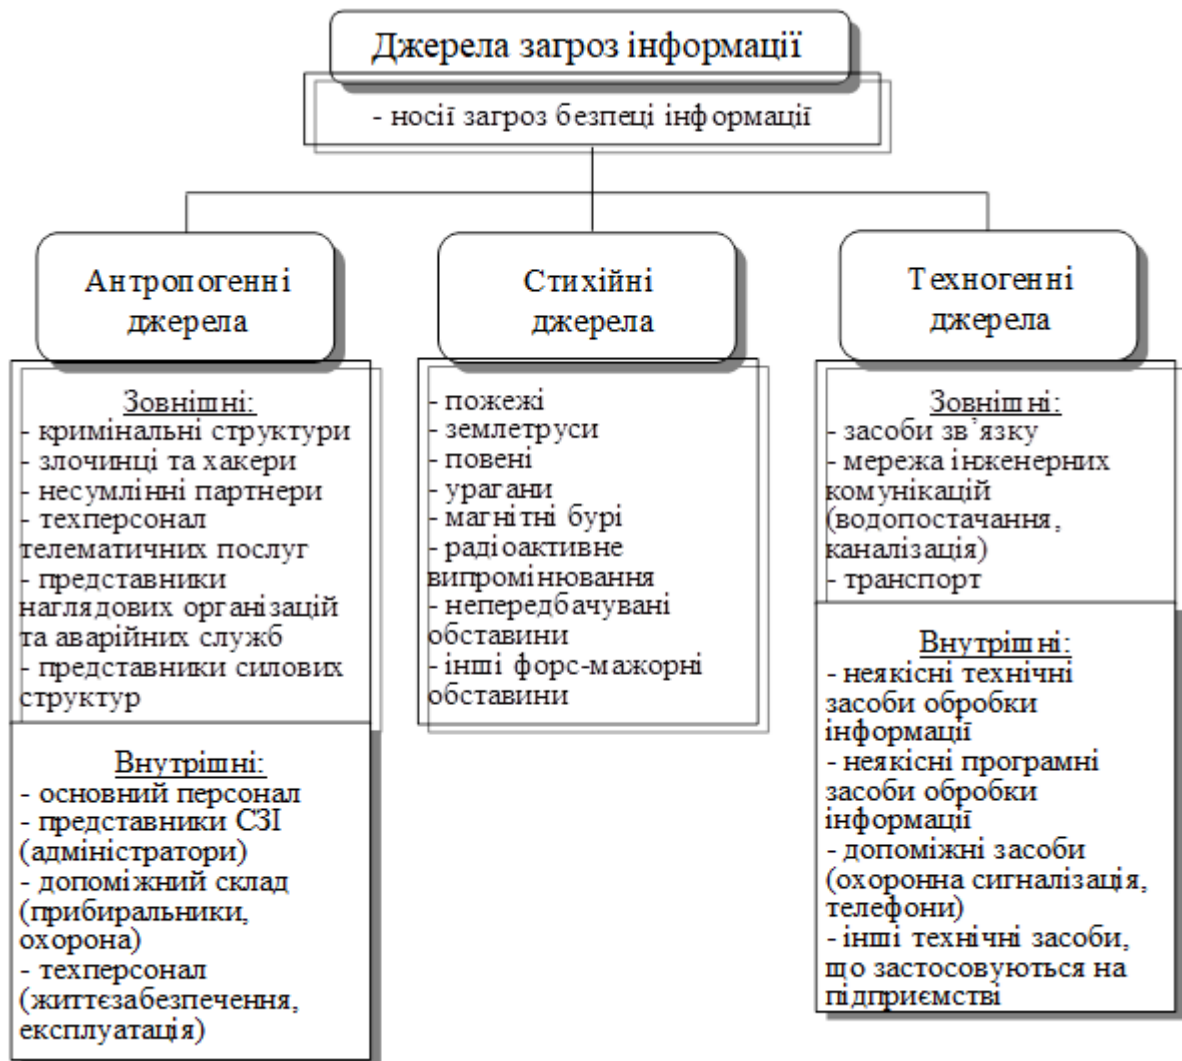 Джерела загроз інформації
- носії загроз безпеці інформації
Антропогенні
джерела
Зовнішні:
- кримінальні структури
- злочинці та хакери
- несумлінні партнери
- техперсонал
телематичних послуг
- представники
наглядових організацій
та аварійних служб
- представники силових
структур
Внутрішні:
- основний персонал
- представники СЗІ
(адміністратори)
- допоміжний склад
(прибиральники,
охорона)
- техперсонал
(життєзабезпечення,
експлуатація)
Стихійні
джерела
- пожежі
- землетруси
- повені
- урагани
- магнітні бурі
- радіоактивне
випромінювання
- непередбачувані
обставини
- інші форс-мажорні
обставини
Техногенні
джерела
Зовнішні:
- засоби зв’язку
- мережа інженерних
комунікацій
(водопостачання,
каналізація)
- транспорт
Внутрішні:
- неякісні технічні
засоби обробки
інформації
- неякісні програмні
засоби обробки
інформації
- допоміжні засоби
(охоронна сигналізація,
телефони)
- інші технічні засоби,
що застосовуються на
підприємстві